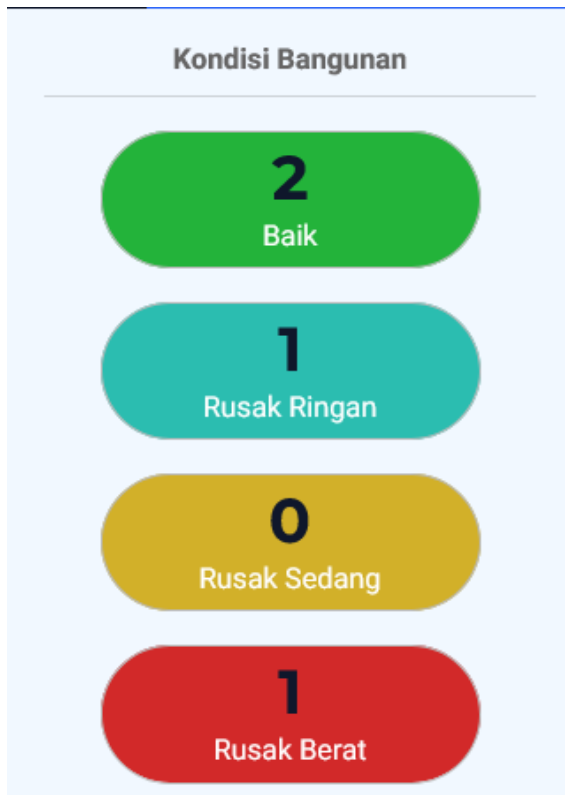 Kondisi Bangunan
2
Baik
1
Rusak Ringan
0
Rusak Sedang
1
Rusak Berat